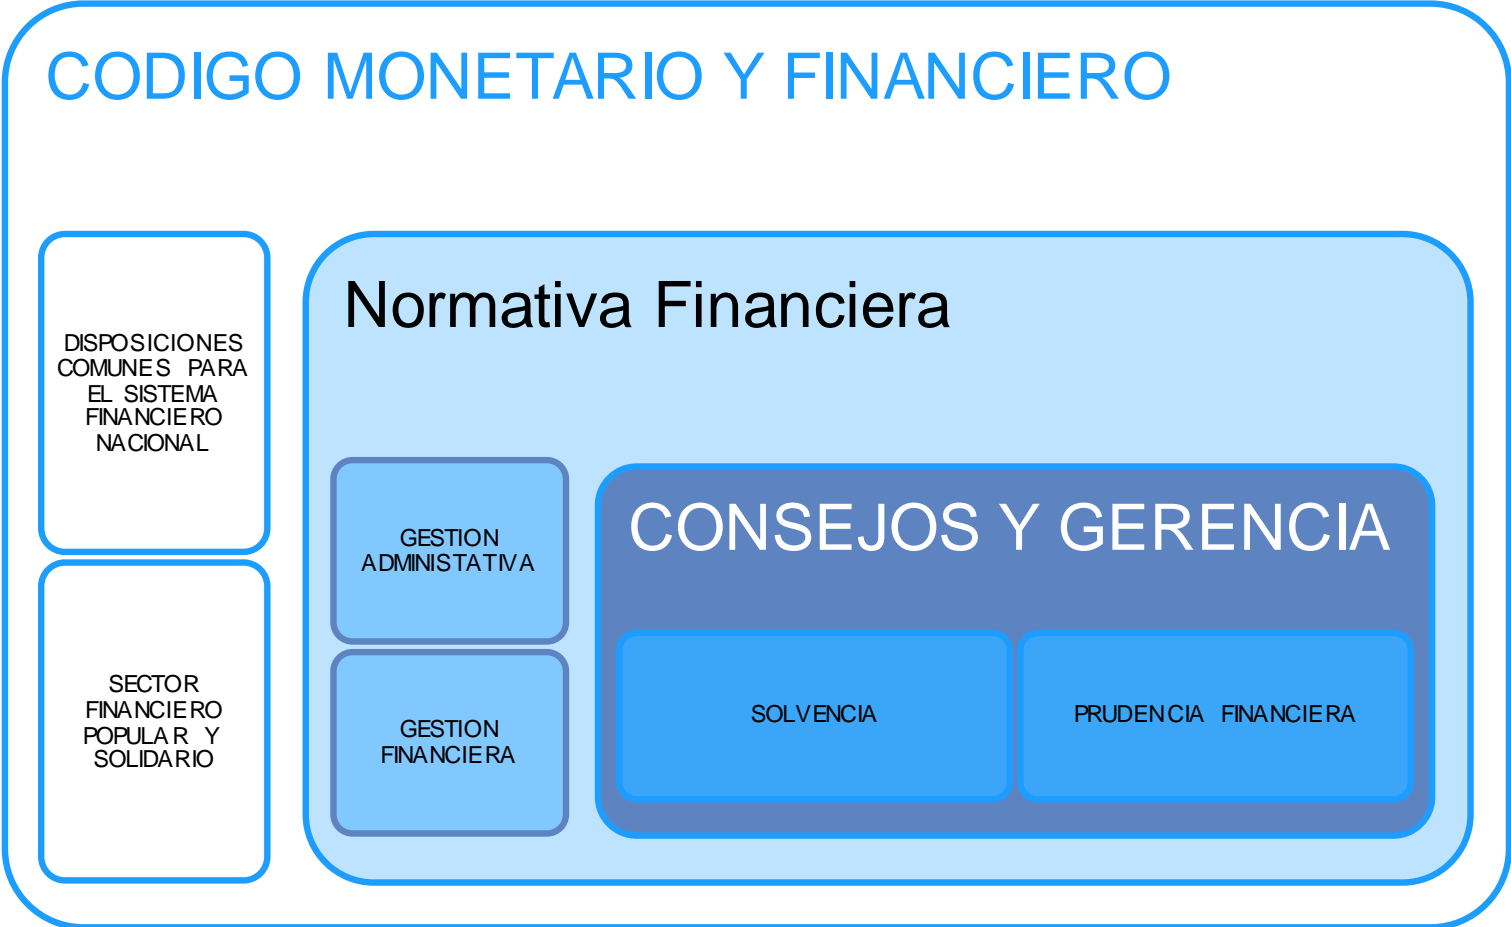 CODIGO MONETARIO Y FINANCIERO
DISPOSICIONES
COMUNES PARA
EL SISTEMA
FINANCIERO
NACIONAL
SECTOR
FINANCIERO
POPULAR Y
SOLIDARIO
Normativa Financiera
GESTION
ADMINISTATIVA
GESTION
FINANCIERA
CONSEJOS Y GERENCIA
SOLVENCIA
PRUDENCIA FINANCIERA